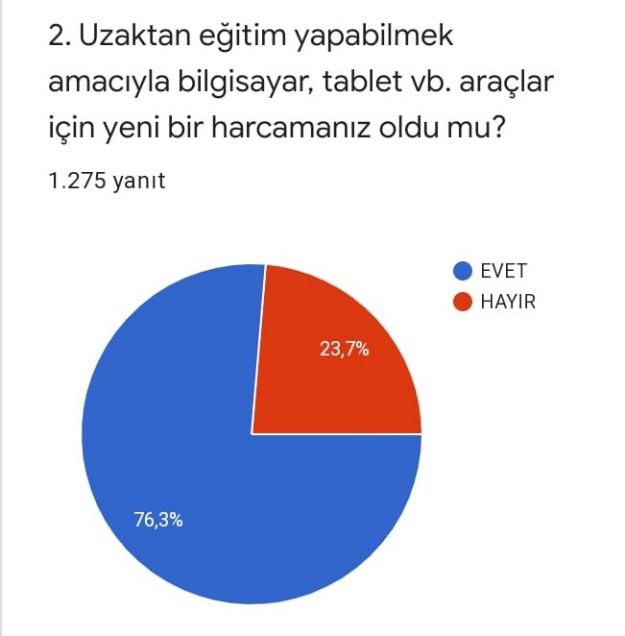 2. Uzaktan eğitim yapabilmek
amacıyla bilgisayar, tablet vb. araçlar
için yeni bir harcamanız oldu mu?
1.275 yanıt
EVET
HAYIR
23,7%
76,3%